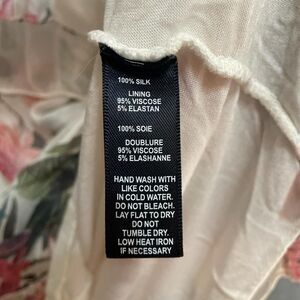 100% SILK
LINING
95% VISCOSE
5% ELASTAN
100% SOIE
DOUBLURE
95% VISCOSE
5% ELASHANNE
HAND WASH WITH
LIKE COLORS
IN COLD WATER.
DO NOT BLEACH.
LAY FLAT TO DRY
DO NOT
TUMBLE DRY.
LOW HEAT IRON
IF NECESSARY